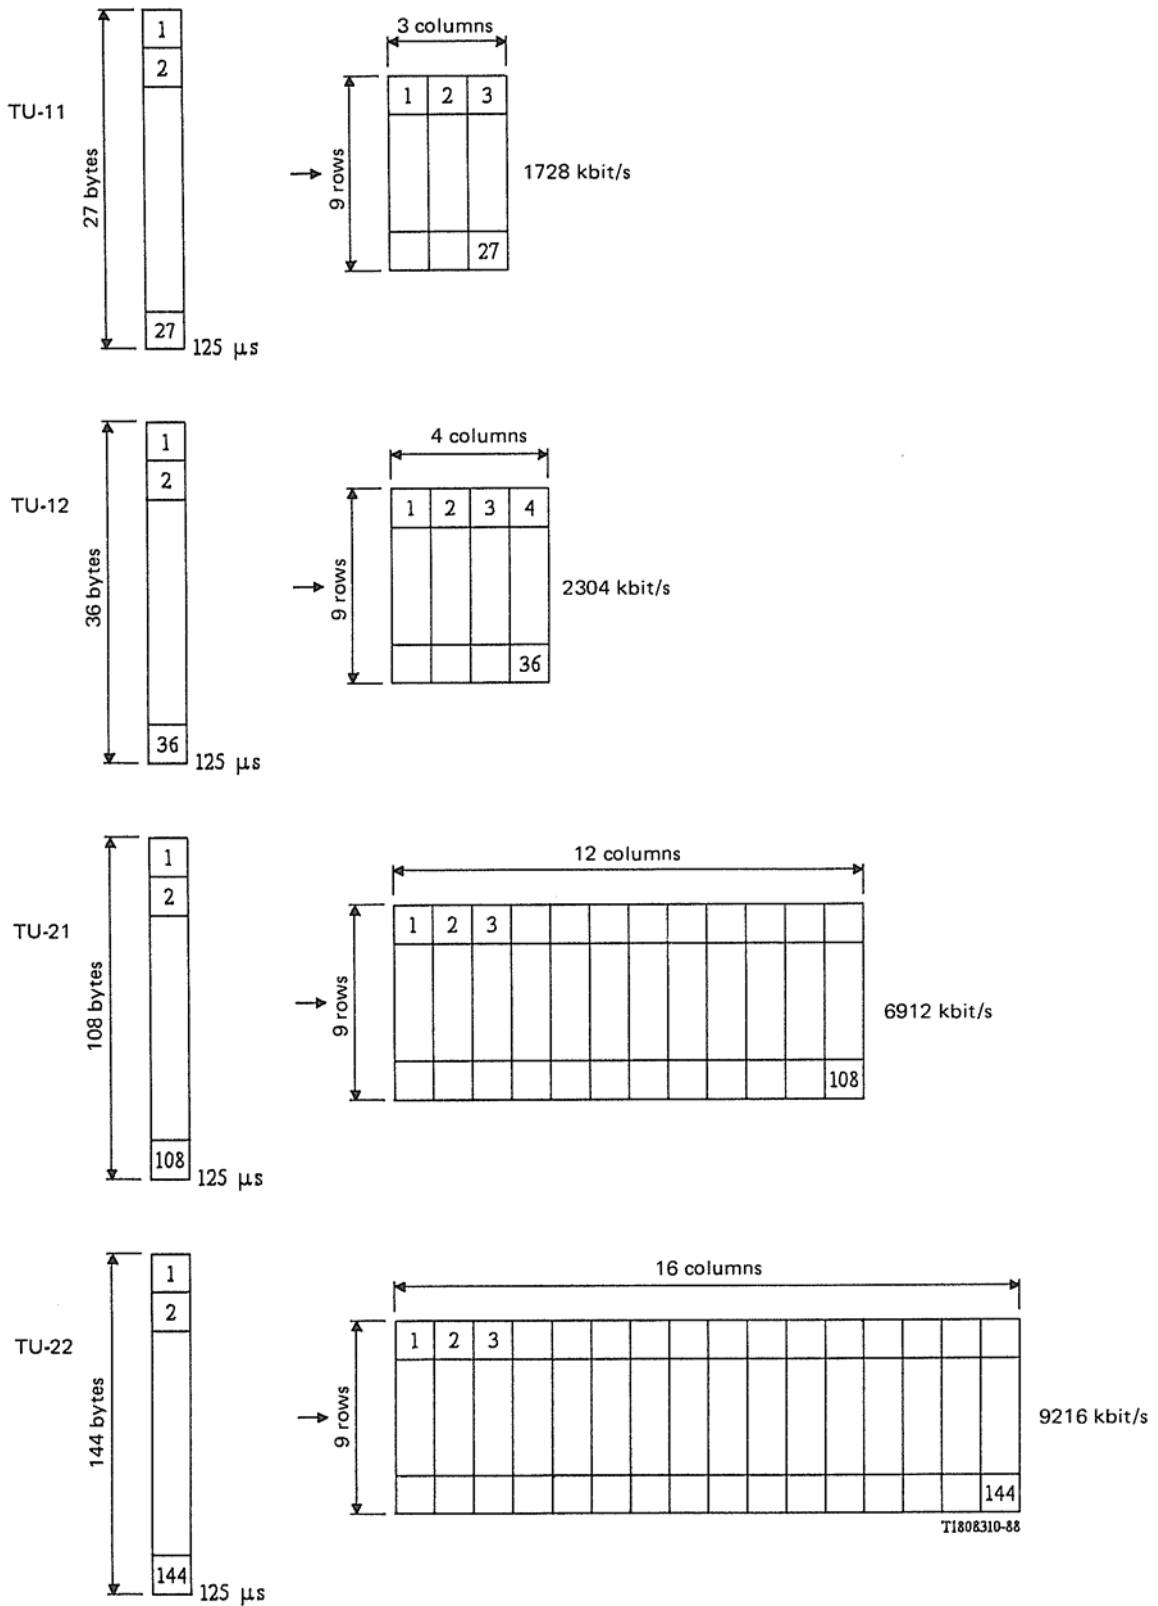 1
2
3 columns
TU-11
27 bytes
9 rows
1 2 3
1728 kbit/s
27
27
125 μs
1
2
4 columns
TU-12
36 bytes
9 rows
1 2 3 4
2304 kbit/s
36
36
125 μs
1
2
12 columns
TU-21
108 bytes
9 rows
1 2 3
6912 kbit/s
108
108
125 μs
1
2
16 columns
TU-22
144 bytes
9 rows
1 2 3
9216 kbit/s
144
T1808310-88
144
125 μs